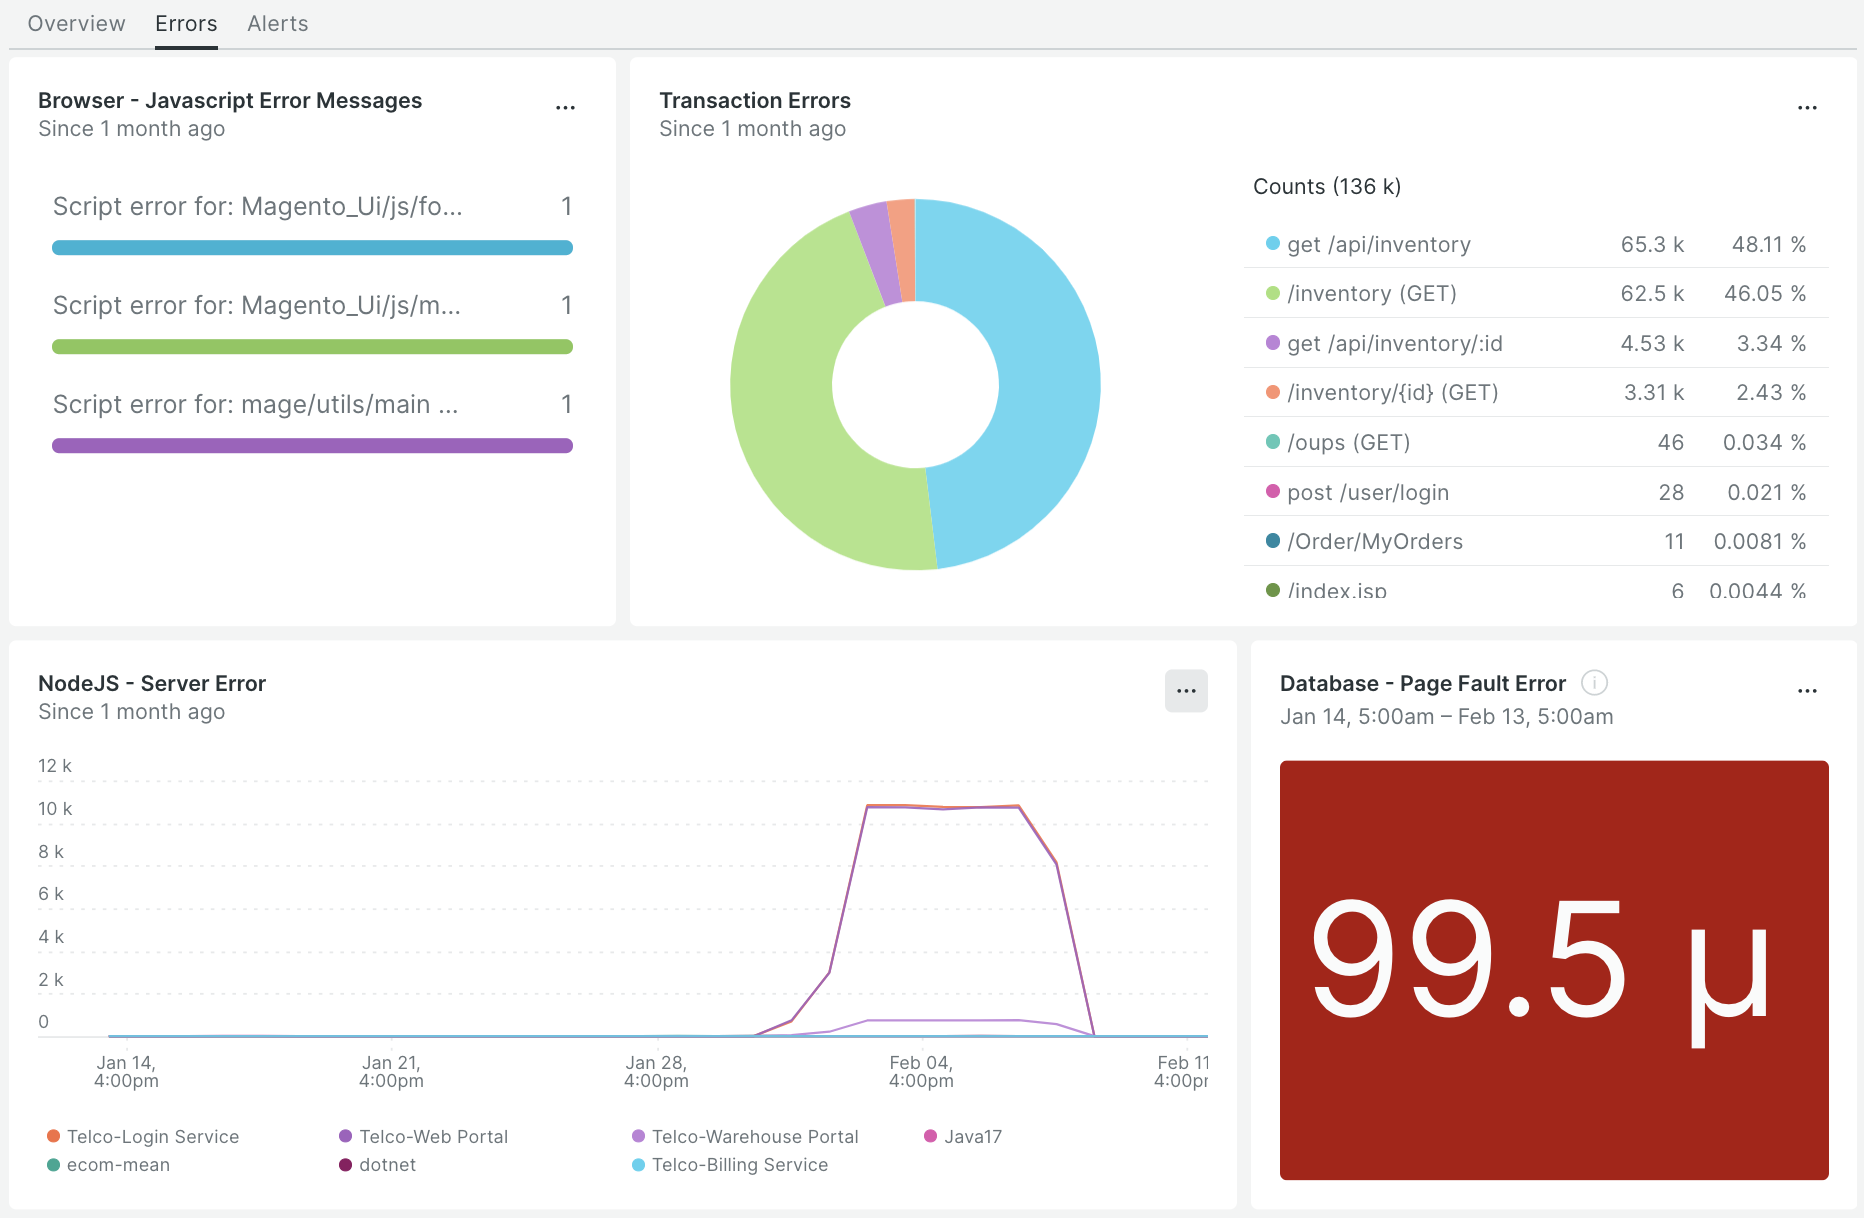 Overview Errors Alerts
Browser - Javascript Error Messages
Since 1 month ago
Script error for: Magento_Ui/js/fo... 1
Script error for: Magento_Ui/js/m... 1
Script error for: mage/utils/main ... 1
Transaction Errors
Since 1 month ago
Counts (136 k)
get /api/inventory 65.3 k 48.11 %
/inventory (GET) 62.5 k 46.05 %
get /api/inventory/:id 4.53 k 3.34 %
/inventory/{id} (GET) 3.31 k 2.43 %
/oups (GET) 46 0.034 %
post /user/login 28 0.021 %
/Order/MyOrders 11 0.0081 %
/index.jsp 6 0.0044 %
NodeJS - Server Error
Since 1 month ago
12 k
10 k
8 k
6 k
4 k
2 k
0
Jan 14, Jan 21, Jan 28, Feb 04, Feb 11
4:00pm 4:00pm 4:00pm 4:00pm 4:00pm
Telco-Login Service Telco-Web Portal Telco-Warehouse Portal Java17
ecom-mean dotnet Telco-Billing Service
Database - Page Fault Error
Jan 14, 5:00am – Feb 13, 5:00am
99.5 µ